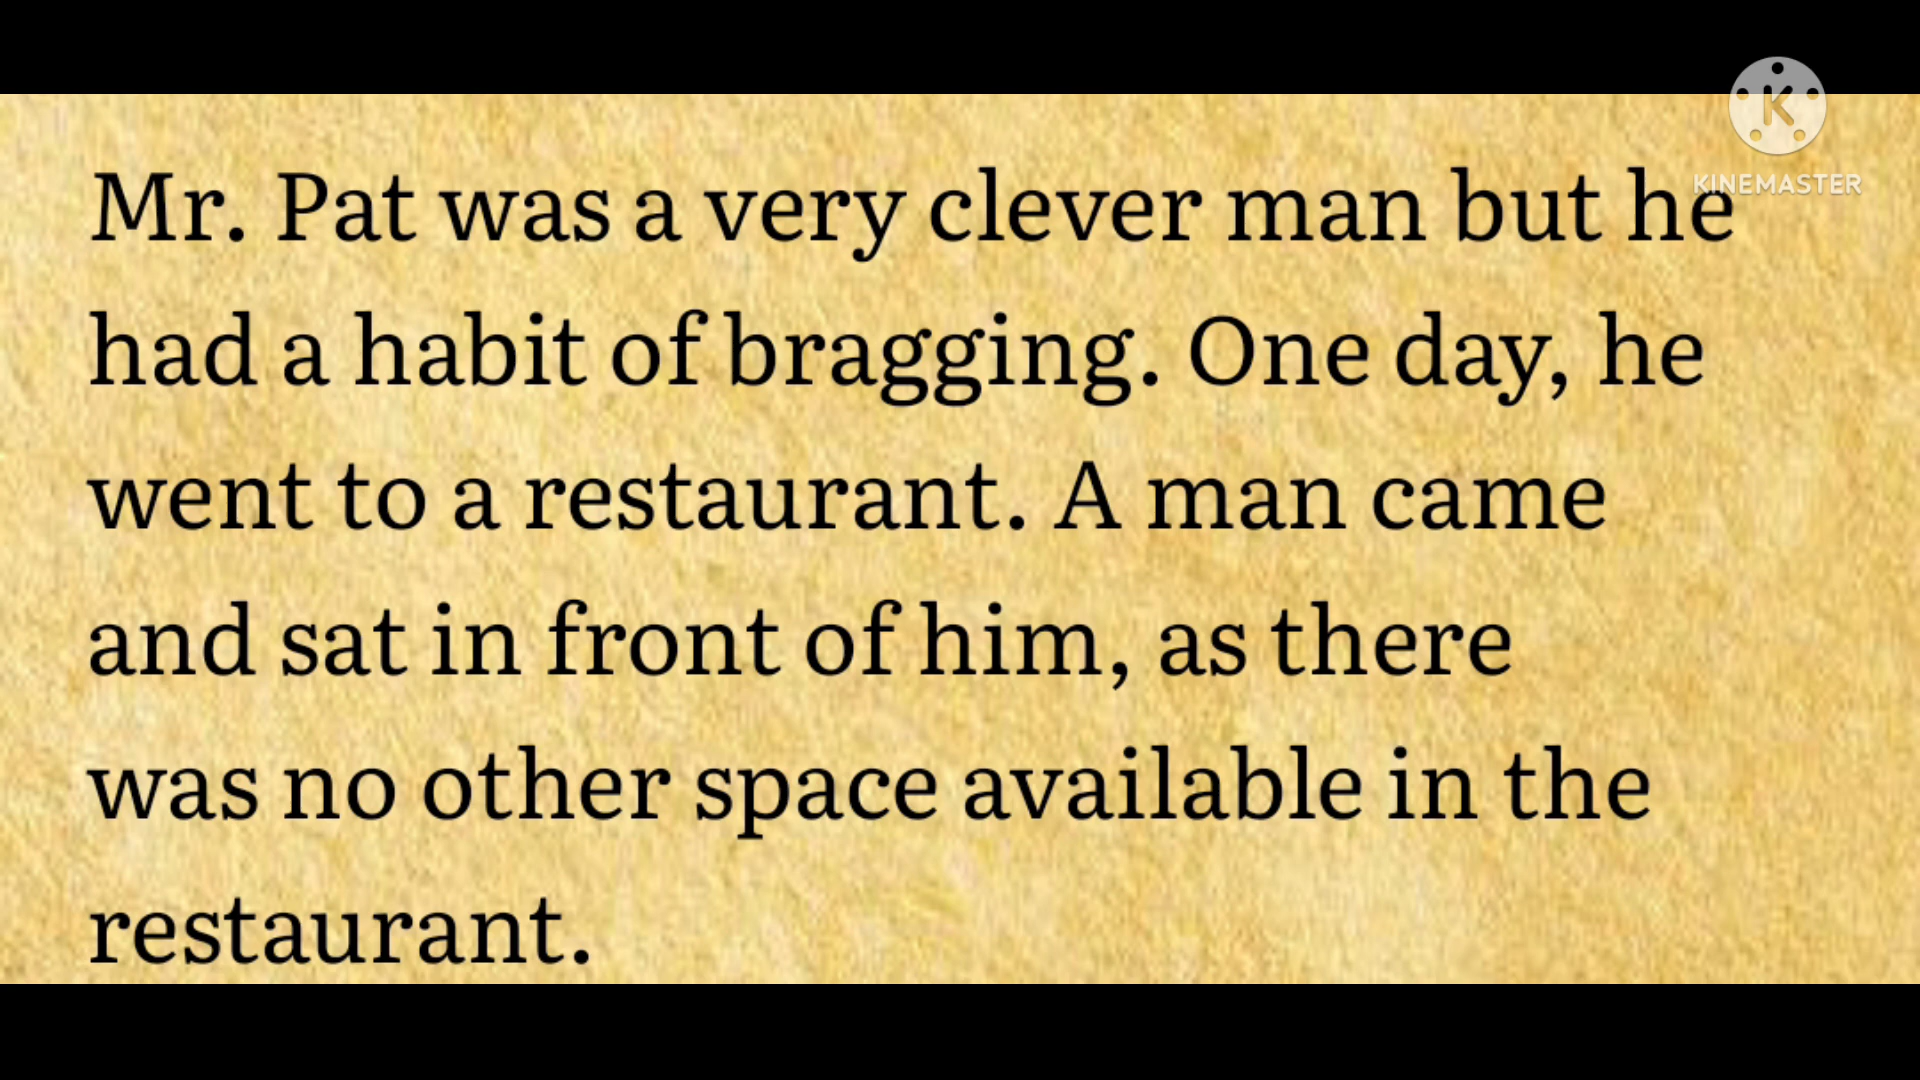 KINEMASTER
Mr. Pat was a very clever man but he
had a habit of bragging. One day, he
went to a restaurant. A man came
and sat in front of him, as there
was no other space available in the
restaurant.